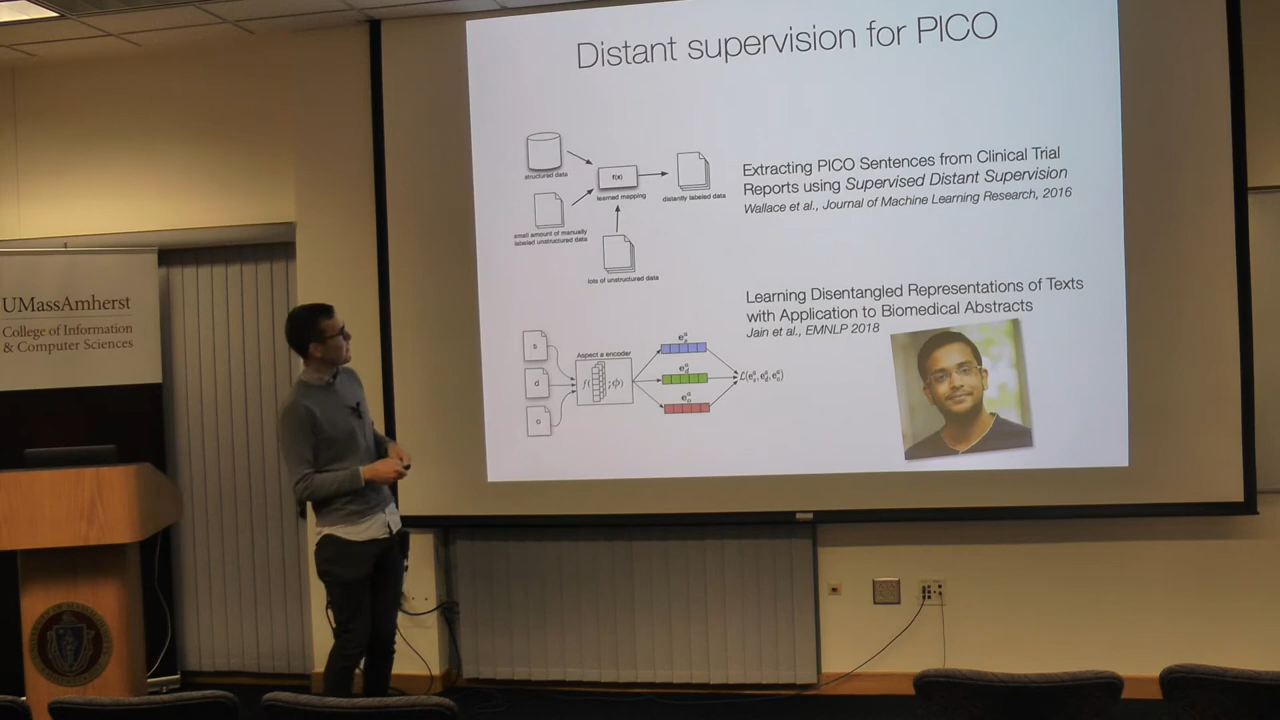 Distant supervision for PICO
structured data
f(x)
learned mapping
distantly labeled data
small amount of manually
labeled unstructured data
lots of unstructured data
Extracting PICO Sentences from Clinical Trial
Reports using Supervised Distant Supervision
Wallace et al., Journal of Machine Learning Research, 2016
Learning Disentangled Representations of Texts
with Application to Biomedical Abstracts
Jain et al., EMNLP 2018
s
d
Aspect a encoder
f( ;ϕ)
UMassAmherst
College of Information
& Computer Sciences